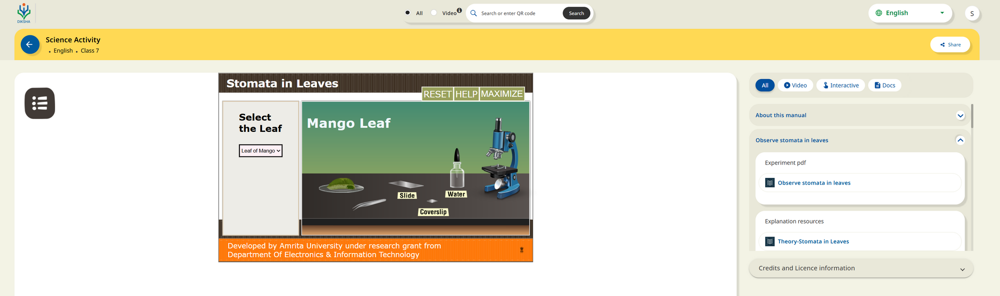 DIKSHA
All
Video
Search or enter QR code
Search
English
S
Science Activity
English
Class 7
Share
Stomata in Leaves
RESET
HELP
MAXIMIZE
Select
the Leaf
Leaf of Mango
Mango Leaf
Slide
Water
Coverslip
Developed by Amrita University under research grant from
Department Of Electronics & Information Technology
All
Video
Interactive
Docs
About this manual
Observe stomata in leaves
Experiment pdf
Observe stomata in leaves
Explanation resources
Theory-Stomata in Leaves
Credits and Licence information